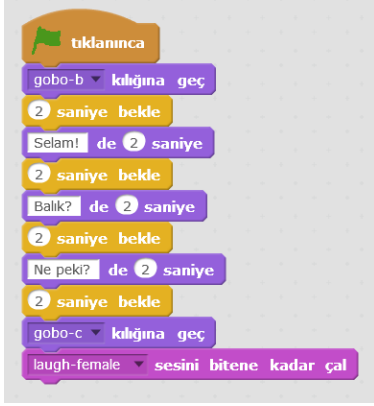 tıklanınca
gobo-b kılığına geç
2 saniye bekle
Selam! de 2 saniye
2 saniye bekle
Balık? de 2 saniye
2 saniye bekle
Ne peki? de 2 saniye
2 saniye bekle
gobo-c kılığına geç
laugh-female sesini bitene kadar çal